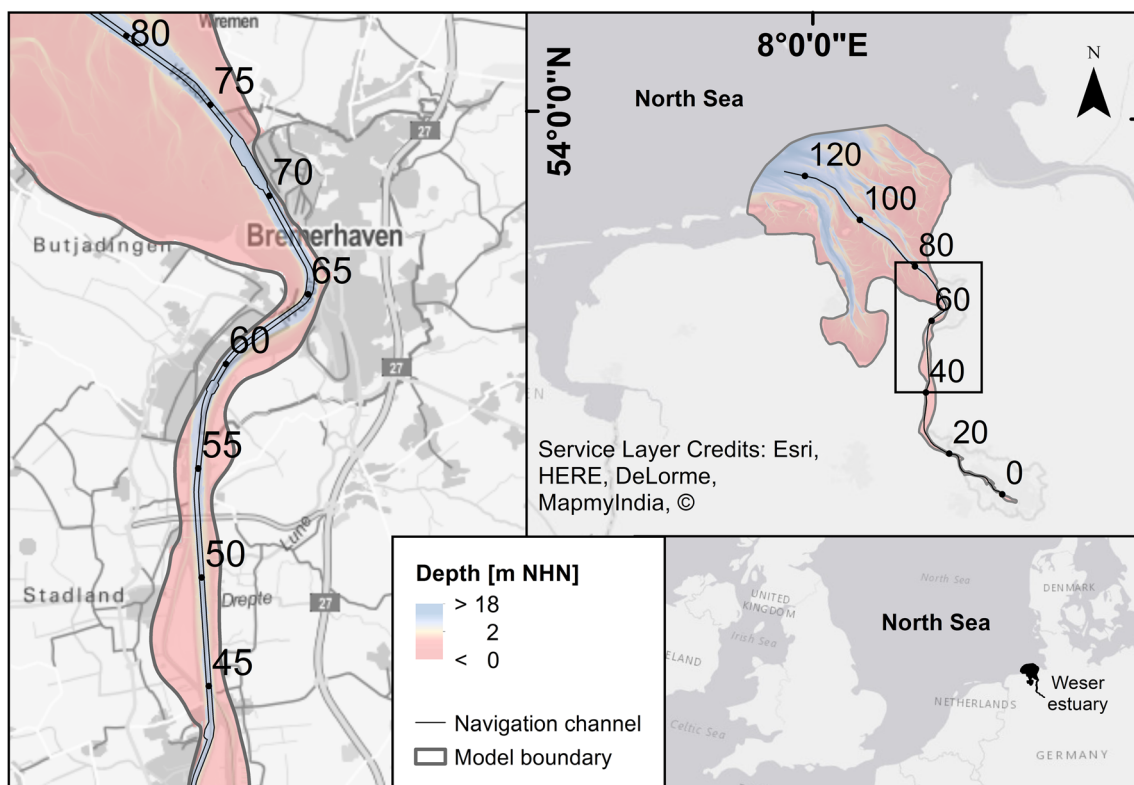 Wremen
80
75
70
Butjadingen
Bremerhaven
65
60
27
27
55
50
Lune
Stadland
Drepte
27
45
8°0'0"E
54°0'0"N
North Sea
N
120
100
80
60
40
20
0
EN
Service Layer Credits: Esri,
HERE, DeLorme,
MapmyIndia, ©
Depth [m NHN]
> 18
2
< 0
Navigation channel
Model boundary
North Sea
UNITED
KINGDOM
DENMARK
North Sea
Irish Sea
ELAND
NETHERLANDS
Weser
estuary
Celtic Sea
GERMANY